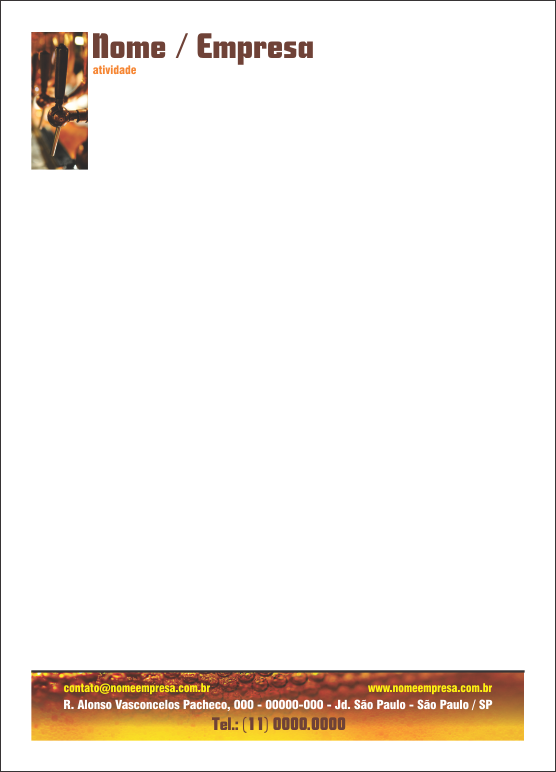 Nome / Empresa
atividade
contato@nomeempresa.com.br www.nomeempresa.com.br
R. Alonso Vasconcelos Pacheco, 000 - 00000-000 - Jd. São Paulo - São Paulo / SP
Tel.: (11) 0000.0000